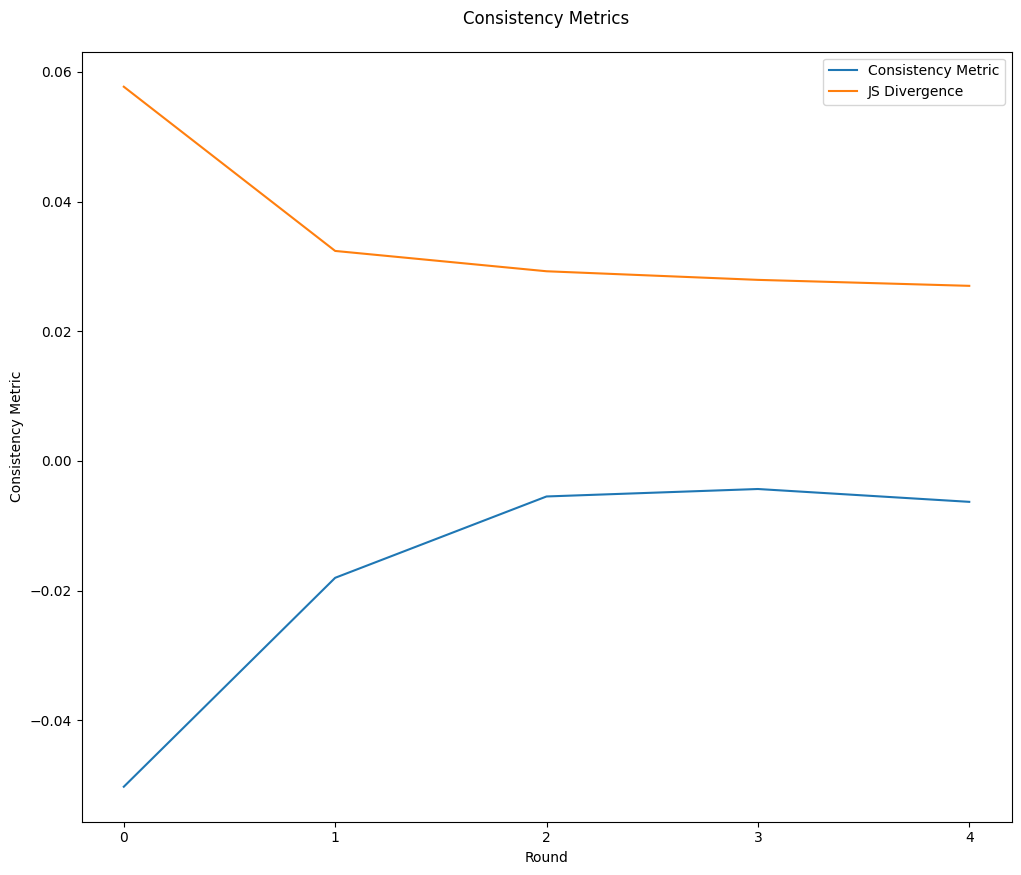 Consistency Metrics
Consistency Metric
JS Divergence
0.06
0.04
0.02
0.00
−0.02
−0.04
Consistency Metric
0 1 2 3 4
Round